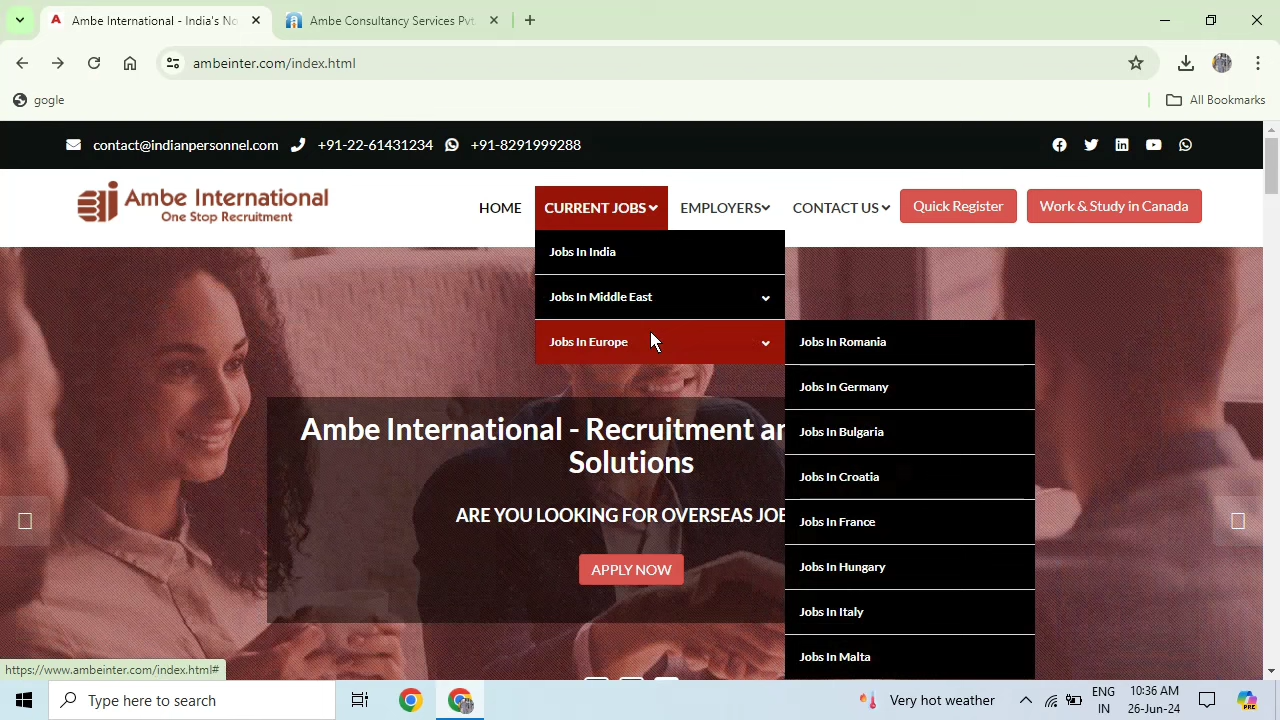 Ambe International - India's No
Ambe Consultancy Services Pvt.
ambeinter.com/index.html
gogle
All Bookmarks
contact@indianpersonnel.com
+91-22-61431234
+91-8291999288
Ambe International
One Stop Recruitment
HOME
CURRENT JOBS
EMPLOYERS
CONTACT US
Quick Register
Work & Study in Canada
Jobs In India
Jobs In Middle East
Jobs In Europe
Jobs In Romania
Jobs In Germany
Jobs In Bulgaria
Jobs In Croatia
Jobs In France
Jobs In Hungary
Jobs In Italy
Jobs In Malta
Ambe International - Recruitment an
Solutions
ARE YOU LOOKING FOR OVERSEAS JOB
APPLY NOW
https://www.ambeinter.com/index.html#
Type here to search
Very hot weather
ENG
IN
10:36 AM
26-Jun-24
PRE